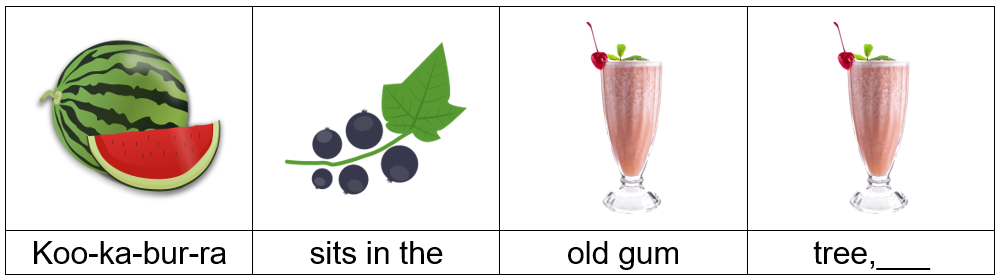 Koo-ka-bur-ra sits in the old gum tree,___